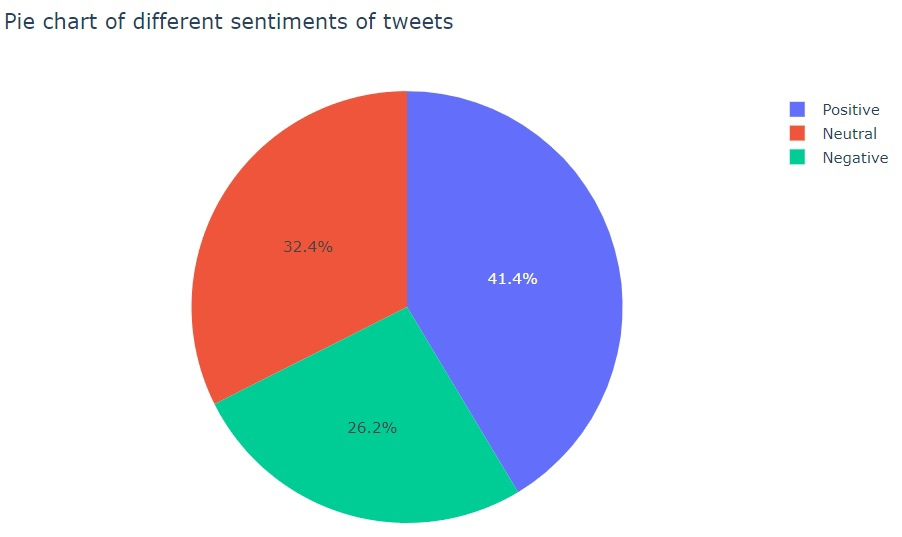 Pie chart of different sentiments of tweets
Positive
Neutral
Negative
32.4%
41.4%
26.2%